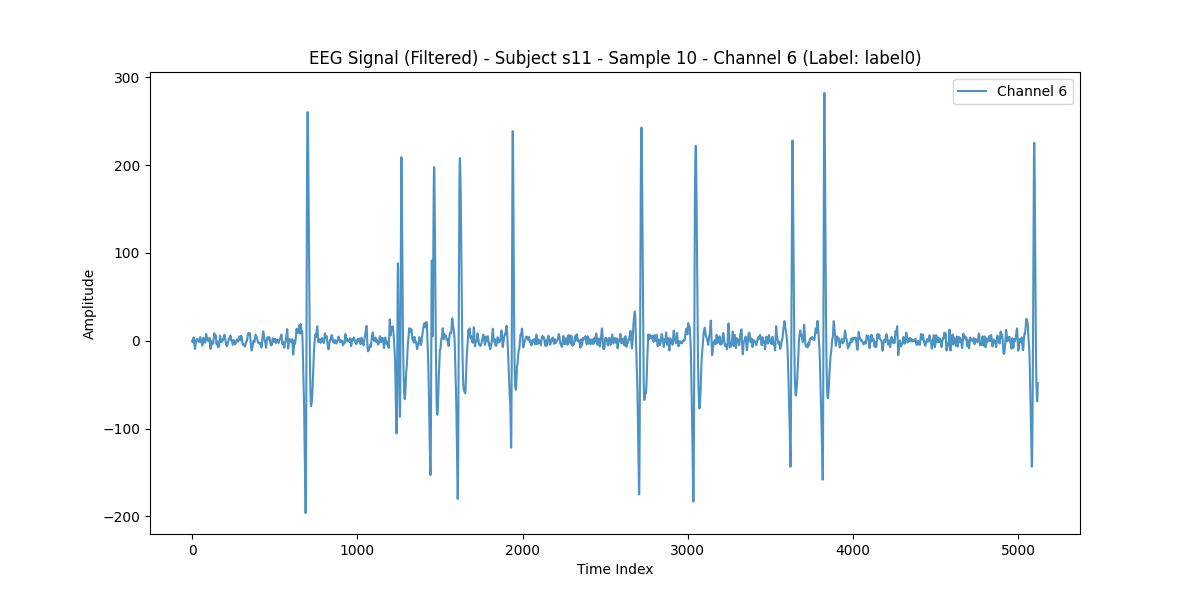 EEG Signal (Filtered) - Subject s11 - Sample 10 - Channel 6 (Label: label0)
Channel 6
300
200
100
0
−100
−200
Amplitude
0 1000 2000 3000 4000 5000
Time Index